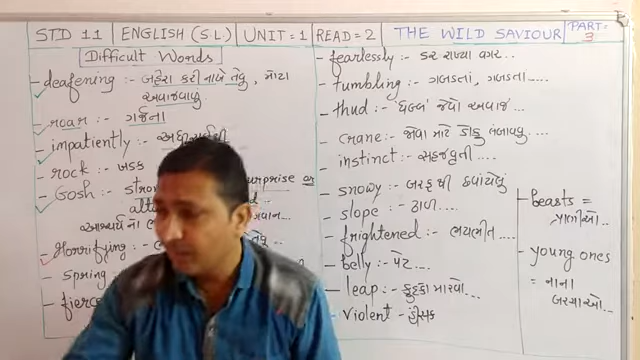 STD 11 ENGLISH (S.L.) UNIT = 1 READ = 2 THE WILD SAVIOUR PART = 3
Difficult Words
deafening :- બહેરા કરી નાખે તેવું, મોટા
અવાજવાળું
roar :- ગર્જના
impatiently :-
rock :- ખડક
Gosh :- surprise or
Horrifying :-
spring
fierce
fearlessly :- ડર રાખ્યા વગર...
tumbling :- ગબડતાં, ગબડતા.....
thud :- 'ધબ્બ' જેવો અવાજ...
crane :- જોવા માટે ડોકું લંબાવવું...
instinct :- સહજવૃતી....
snowy :- બરફથી છવાયેલું
slope :- ઢાળ....
frightened :- ભયભીત....
belly :- પેટ....
leap :- કૂદકો મારવો...
violent - હીંસક
beasts =
પ્રાણીઓ...
young ones
= નાના
બચ્ચાઓ...